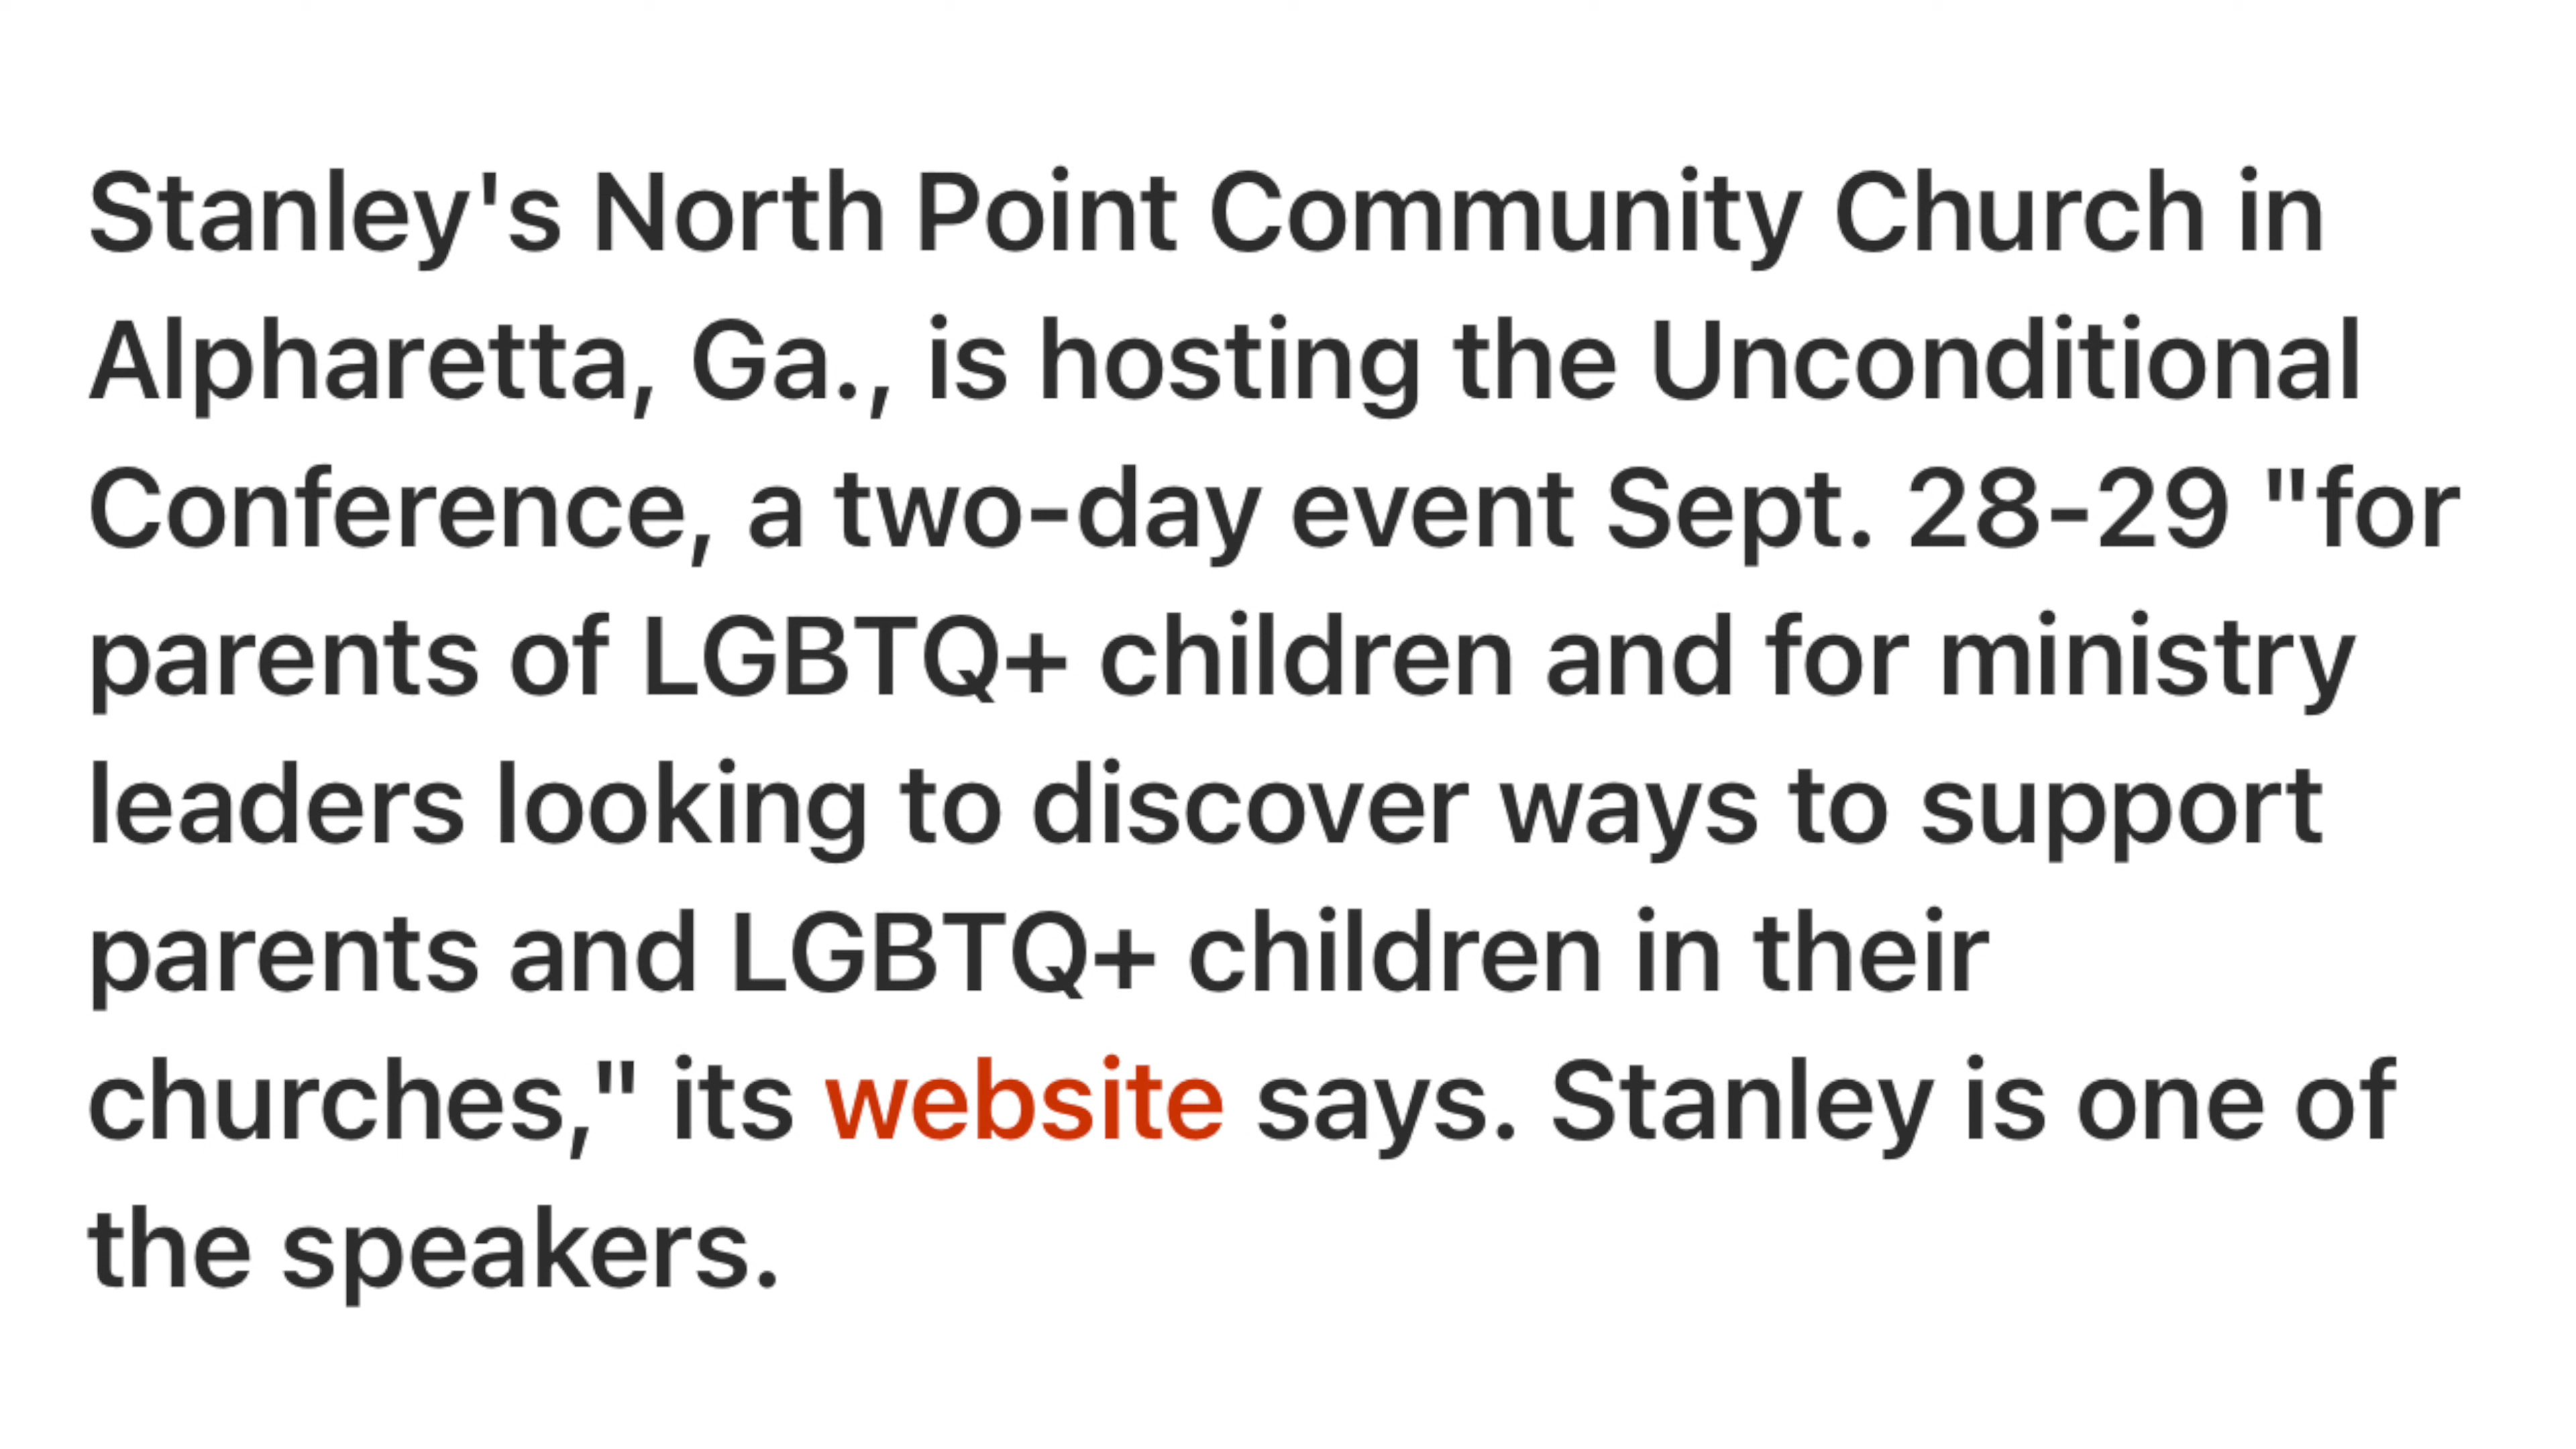 Stanley's North Point Community Church in
Alpharetta, Ga., is hosting the Unconditional
Conference, a two-day event Sept. 28-29 "for
parents of LGBTQ+ children and for ministry
leaders looking to discover ways to support
parents and LGBTQ+ children in their
churches," its website says. Stanley is one of
the speakers.